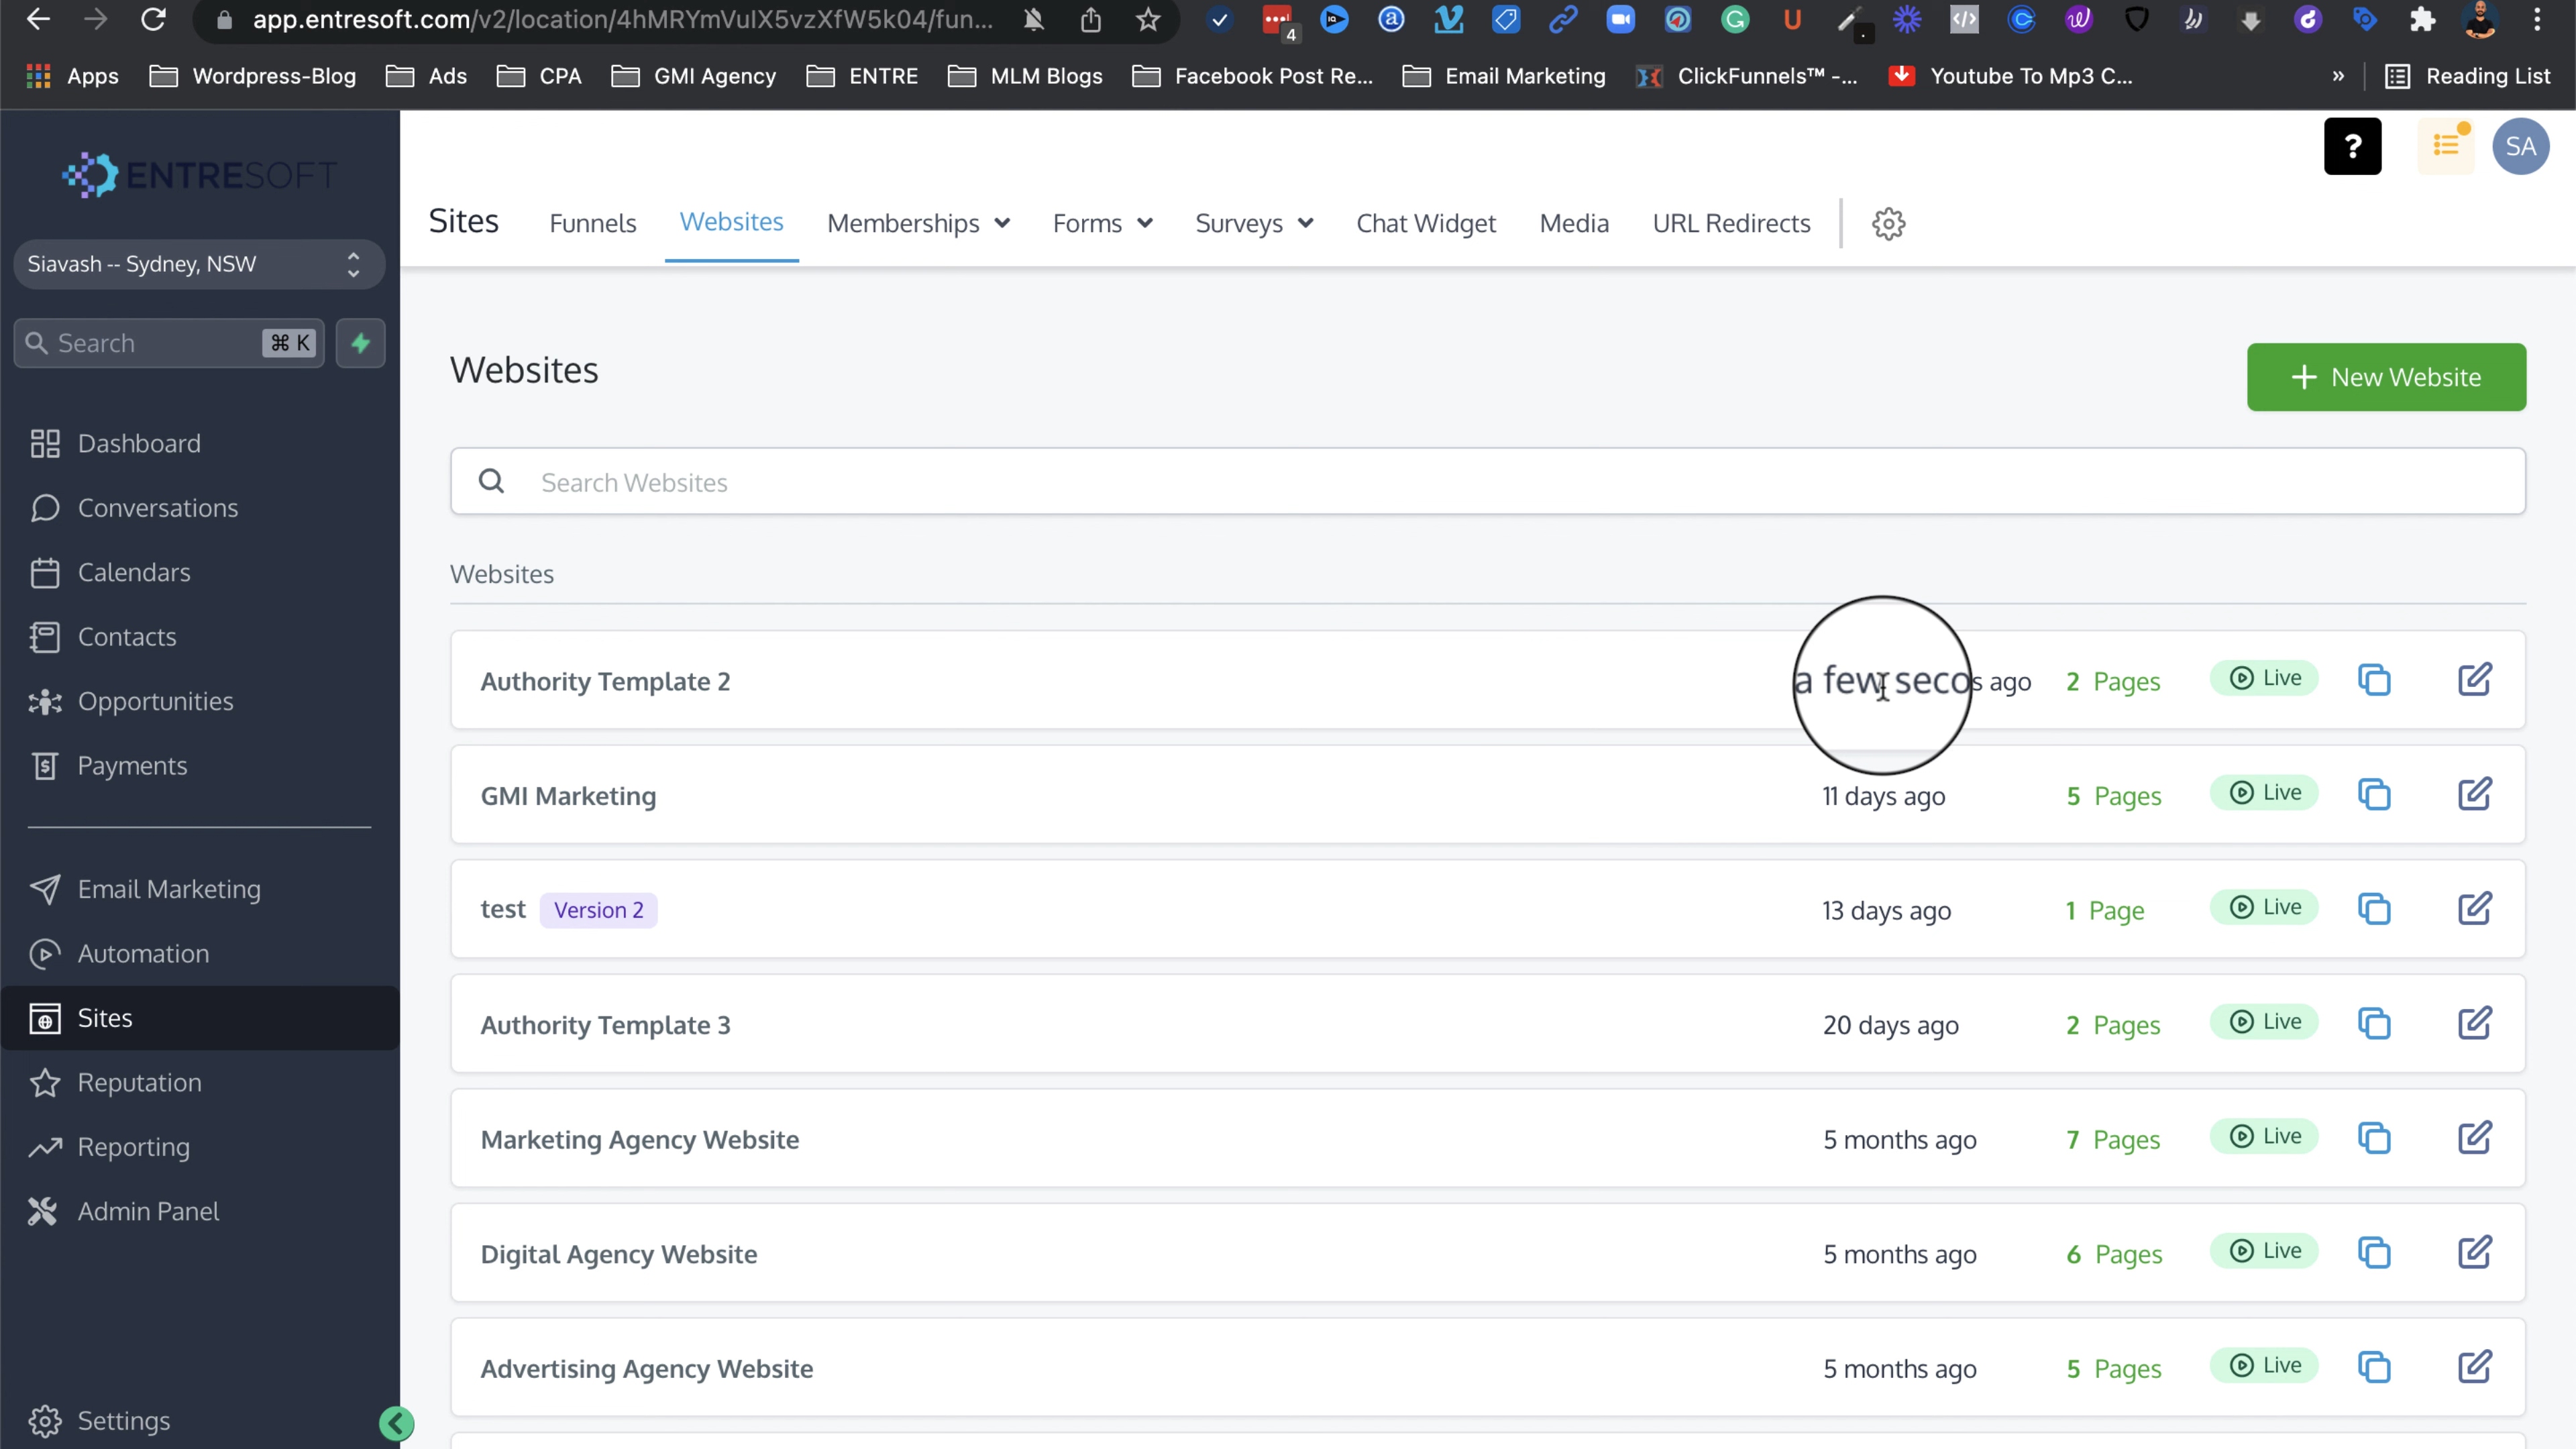 app.entresoft.com/v2/location/4hMRYmVuIX5vzXfW5k04/fun...
4
Apps Wordpress-Blog Ads CPA GMI Agency ENTRE MLM Blogs Facebook Post Re... Email Marketing ClickFunnels™ -... Youtube To Mp3 C... » Reading List
ENTRESOFT
? SA
Sites Funnels Websites Memberships Forms Surveys Chat Widget Media URL Redirects
Siavash -- Sydney, NSW
Search ⌘ K
Dashboard
Conversations
Calendars
Contacts
Opportunities
Payments
Email Marketing
Automation
Sites
Reputation
Reporting
Admin Panel
Settings
Websites
+ New Website
Search Websites
Websites
Authority Template 2 a few seco s ago 2 Pages Live
GMI Marketing 11 days ago 5 Pages Live
test Version 2 13 days ago 1 Page Live
Authority Template 3 20 days ago 2 Pages Live
Marketing Agency Website 5 months ago 7 Pages Live
Digital Agency Website 5 months ago 6 Pages Live
Advertising Agency Website 5 months ago 5 Pages Live